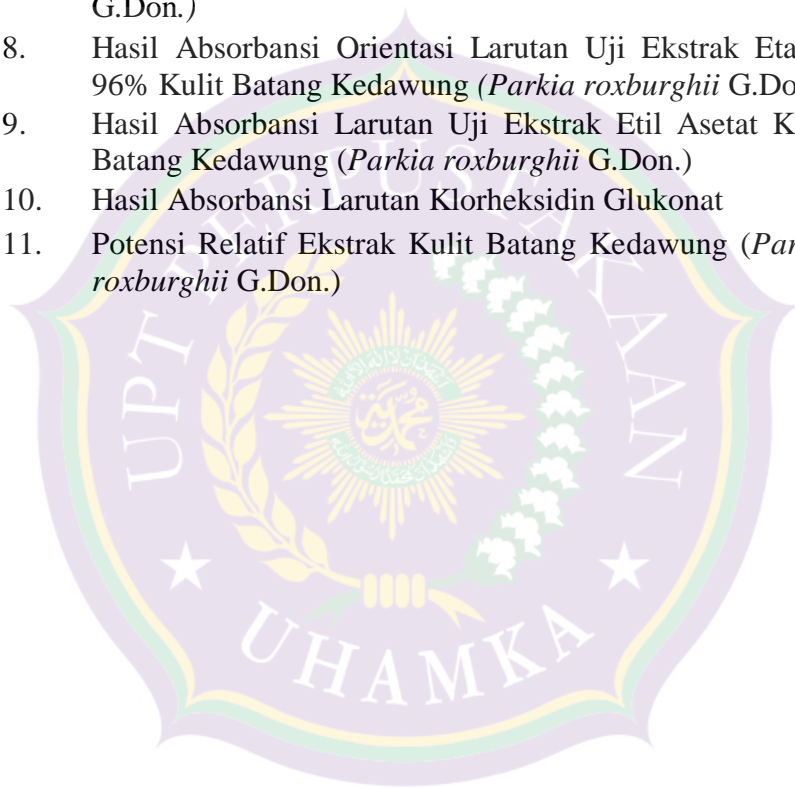 G.Don.)
8. Hasil Absorbansi Orientasi Larutan Uji Ekstrak Eta
96% Kulit Batang Kedawung (Parkia roxburghii G.Do
9. Hasil Absorbansi Larutan Uji Ekstrak Etil Asetat K
Batang Kedawung (Parkia roxburghii G.Don.)
10. Hasil Absorbansi Larutan Klorheksidin Glukonat
11. Potensi Relatif Ekstrak Kulit Batang Kedawung (Par
roxburghii G.Don.)
UPT PERPUSTAKAAN
UHAMKA